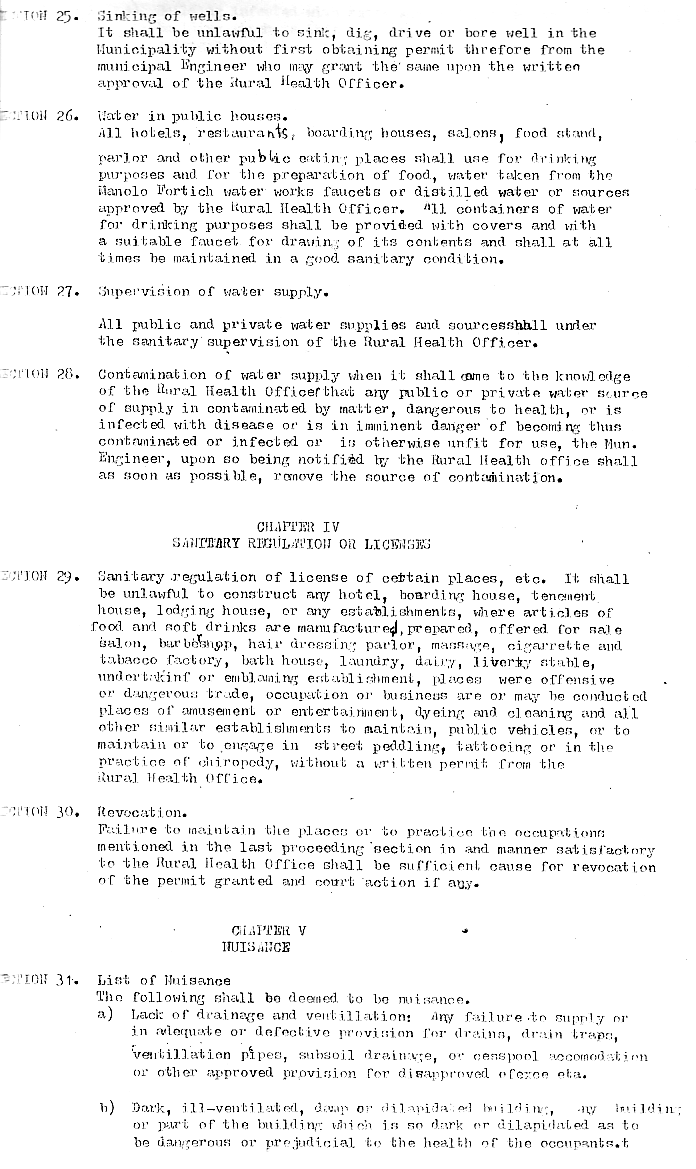 ECTION 25. Sinking of wells.
It shall be unlawful to sink, dig, drive or bore well in the
Municipality without first obtaining permit threfore from the
municipal Engineer who may grant the same upon the written
approval of the Rural Health Officer.
ECTION 26. Water in public houses.
All hotels, restaurants, boarding houses, salons, food stand,
parlor and other public eating places shall use for drinking
purposes and for the preparation of food, water taken from the
Manolo Fortich water works faucets or distilled water or sources
approved by the Rural Health Officer. All containers of water
for drinking purposes shall be provided with covers and with
a suitable faucet for drawing of its contents and shall at all
times be maintained in a good sanitary condition.
ECTION 27. Supervision of water supply.
All public and private water supplies and sourcesshall under
the sanitary supervision of the Rural Health Officer.
ECTION 28. Contamination of water supply when it shall come to the knowledge
of the Rural Health Officerthat any public or private water source
of supply in contaminated by matter, dangerous to health, or is
infected with disease or is in imminent danger of becoming thus
contaminated or infected or is otherwise unfit for use, the Mun.
Engineer, upon so being notified by the Rural Health office shall
as soon as possible, remove the source of contamination.
CHAPTER IV
SANITARY REGULATION OR LICENSES
ECTION 29. Sanitary regulation of license of certain places, etc. It shall
be unlawful to construct any hotel, boarding house, tenement
house, lodging house, or any establishments, where articles of
food and soft drinks are manufactured, prepared, offered for sale
salon, barbershop, hair dressing parlor, massage, cigarrette and
tabacco factory, bath house, laundry, dairy, liverty stable,
undertakinf or emblaming establishment, places were offensive
or dangerous trade, occupation or business are or may be conducted
places of amusement or entertainment, dyeing and cleaning and all
other similar establishments to maintain, public vehicles, or to
maintain or to engage in street peddling, tattooing or in the
practice of chiropody, without a written permit from the
Rural Health Office.
ECTION 30. Revocation.
Failure to maintain the places or to practice the occupations
mentioned in the last proceeding section in and manner satisfactory
to the Rural Health Office shall be sufficient cause for revocation
of the permit granted and court action if any.
CHAPTER V
NUISANCE
ECTION 31. List of Nuisance
The following shall be deemed to be nuisance.
a) Lack of drainage and ventillation: Any failure to supply or
in adequate or defective provision for drains, drain traps,
ventillation pipes, subsoil drainage, or cesspool accomodation
or other approved provision for disapproved eta.
b) Dark, ill-ventilated, damp or dilapidated building, any building
or part of the building which is so dark or dilapidated as to
be dangerous or prejudicial to the health of the occupants.t